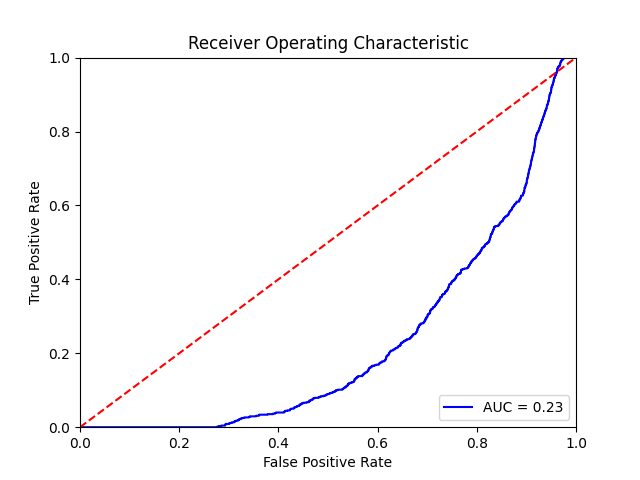 Receiver Operating Characteristic
1.0
0.8
0.6
0.4
0.2
0.0
True Positive Rate
AUC = 0.23
0.0 0.2 0.4 0.6 0.8 1.0
False Positive Rate